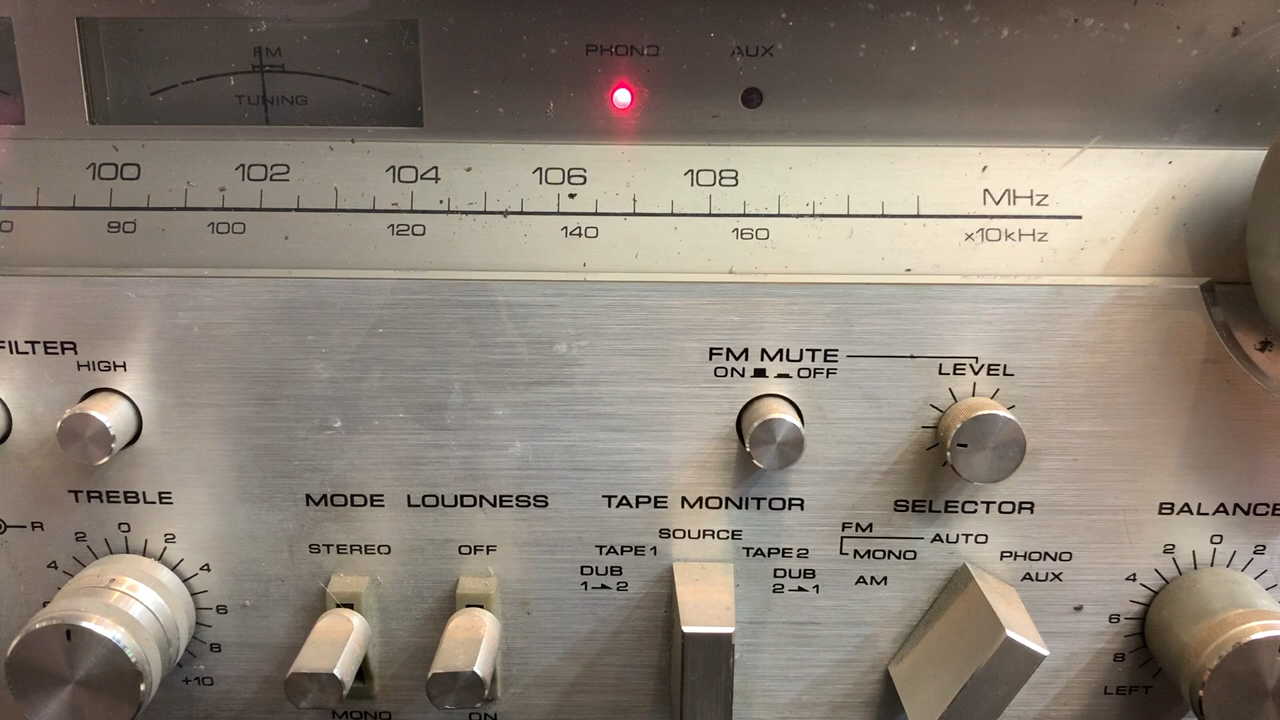 FM
TUNING
PHONO
AUX
100 102 104 106 108 MHz
0 90 100 120 140 160 x10kHz
FILTER
HIGH
FM MUTE
ON OFF
LEVEL
TREBLE
MODE
LOUDNESS
TAPE MONITOR
SELECTOR
BALANCE
R
4 2 0 2 4 6 8 +10
STEREO
MONO
OFF
ON
SOURCE
TAPE 1
TAPE 2
DUB
1→2
DUB
2→1
FM
AUTO
MONO
AM
PHONO
AUX
8 6 4 2 0 2
LEFT